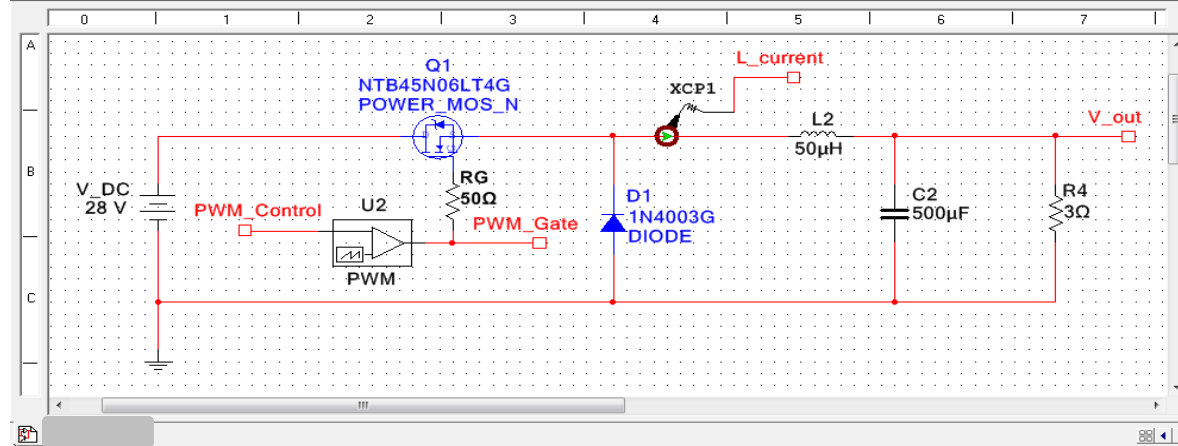 0 1 2 3 4 5 6 7
A
B
C
Q1
NTB45N06LT4G
POWER_MOS_N
L_current
XCP1
L2
50µH
V_out
V_DC
28 V
PWM_Control
U2
PWM
RG
50Ω
PWM_Gate
D1
1N4003G
DIODE
C2
500µF
R4
3Ω